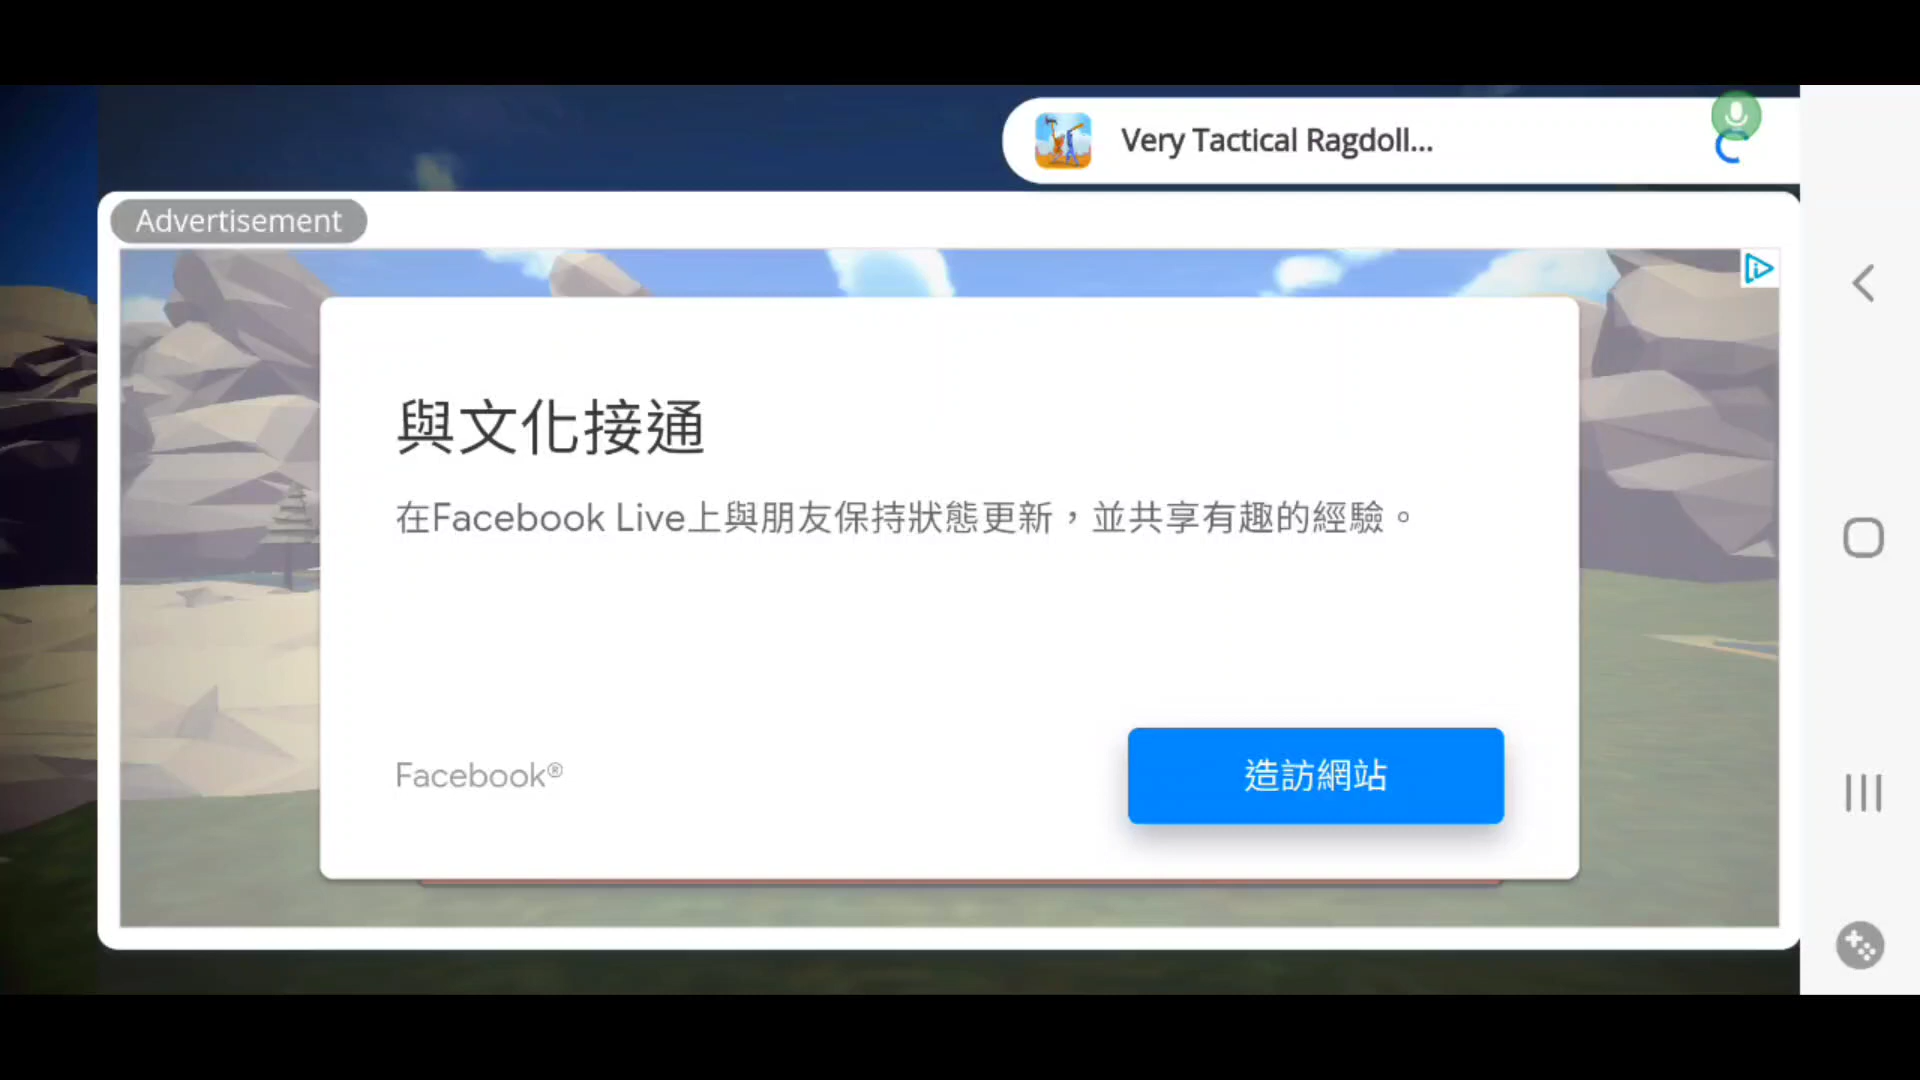 Very Tactical Ragdoll...
Advertisement
與文化接通
在Facebook Live上與朋友保持狀態更新，並共享有趣的經驗。
Facebook®
造訪網站